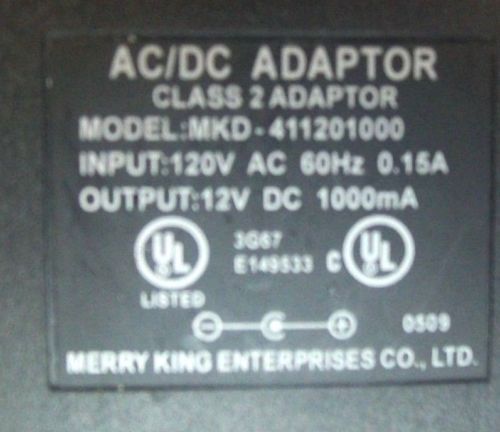 AC/DC ADAPTOR
CLASS 2 ADAPTOR
MODEL:MKD-411201000
INPUT:120V AC 60Hz 0.15A
OUTPUT:12V DC 1000mA
UL 3G67 C UL
E149533
LISTED
0509
MERRY KING ENTERPRISES CO., LTD.